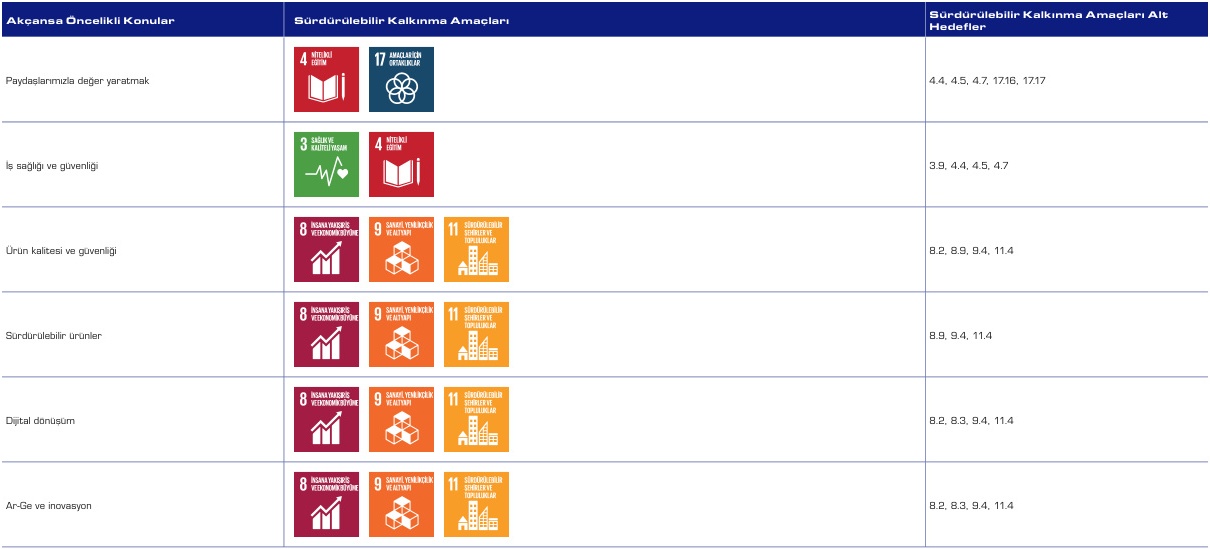 Akçansa Öncelikli Konular
Sürdürülebilir Kalkınma Amaçları
Sürdürülebilir Kalkınma Amaçları Alt
Hedefler
Paydaşlarımızla değer yaratmak
4 NİTELİKLİ
EĞİTİM
17 AMAÇLAR İÇİN
ORTAKLIKLAR
4.4, 4.5, 4.7, 17.16, 17.17
İş sağlığı ve güvenliği
3 SAĞLIK VE
KALİTELİ YAŞAM
4 NİTELİKLİ
EĞİTİM
3.9, 4.4, 4.5, 4.7
Ürün kalitesi ve güvenliği
8 İNSANA YAKIŞIR İŞ
VE EKONOMİK BÜYÜME
9 SANAYİ, YENİLİKÇİLİK
VE ALTYAPI
11 SÜRDÜRÜLEBİLİR
ŞEHİRLER VE
TOPLULUKLAR
8.2, 8.9, 9.4, 11.4
Sürdürülebilir ürünler
8 İNSANA YAKIŞIR İŞ
VE EKONOMİK BÜYÜME
9 SANAYİ, YENİLİKÇİLİK
VE ALTYAPI
11 SÜRDÜRÜLEBİLİR
ŞEHİRLER VE
TOPLULUKLAR
8.9, 9.4, 11.4
Dijital dönüşüm
8 İNSANA YAKIŞIR İŞ
VE EKONOMİK BÜYÜME
9 SANAYİ, YENİLİKÇİLİK
VE ALTYAPI
11 SÜRDÜRÜLEBİLİR
ŞEHİRLER VE
TOPLULUKLAR
8.2, 8.3, 9.4, 11.4
Ar-Ge ve inovasyon
8 İNSANA YAKIŞIR İŞ
VE EKONOMİK BÜYÜME
9 SANAYİ, YENİLİKÇİLİK
VE ALTYAPI
11 SÜRDÜRÜLEBİLİR
ŞEHİRLER VE
TOPLULUKLAR
8.2, 8.3, 9.4, 11.4